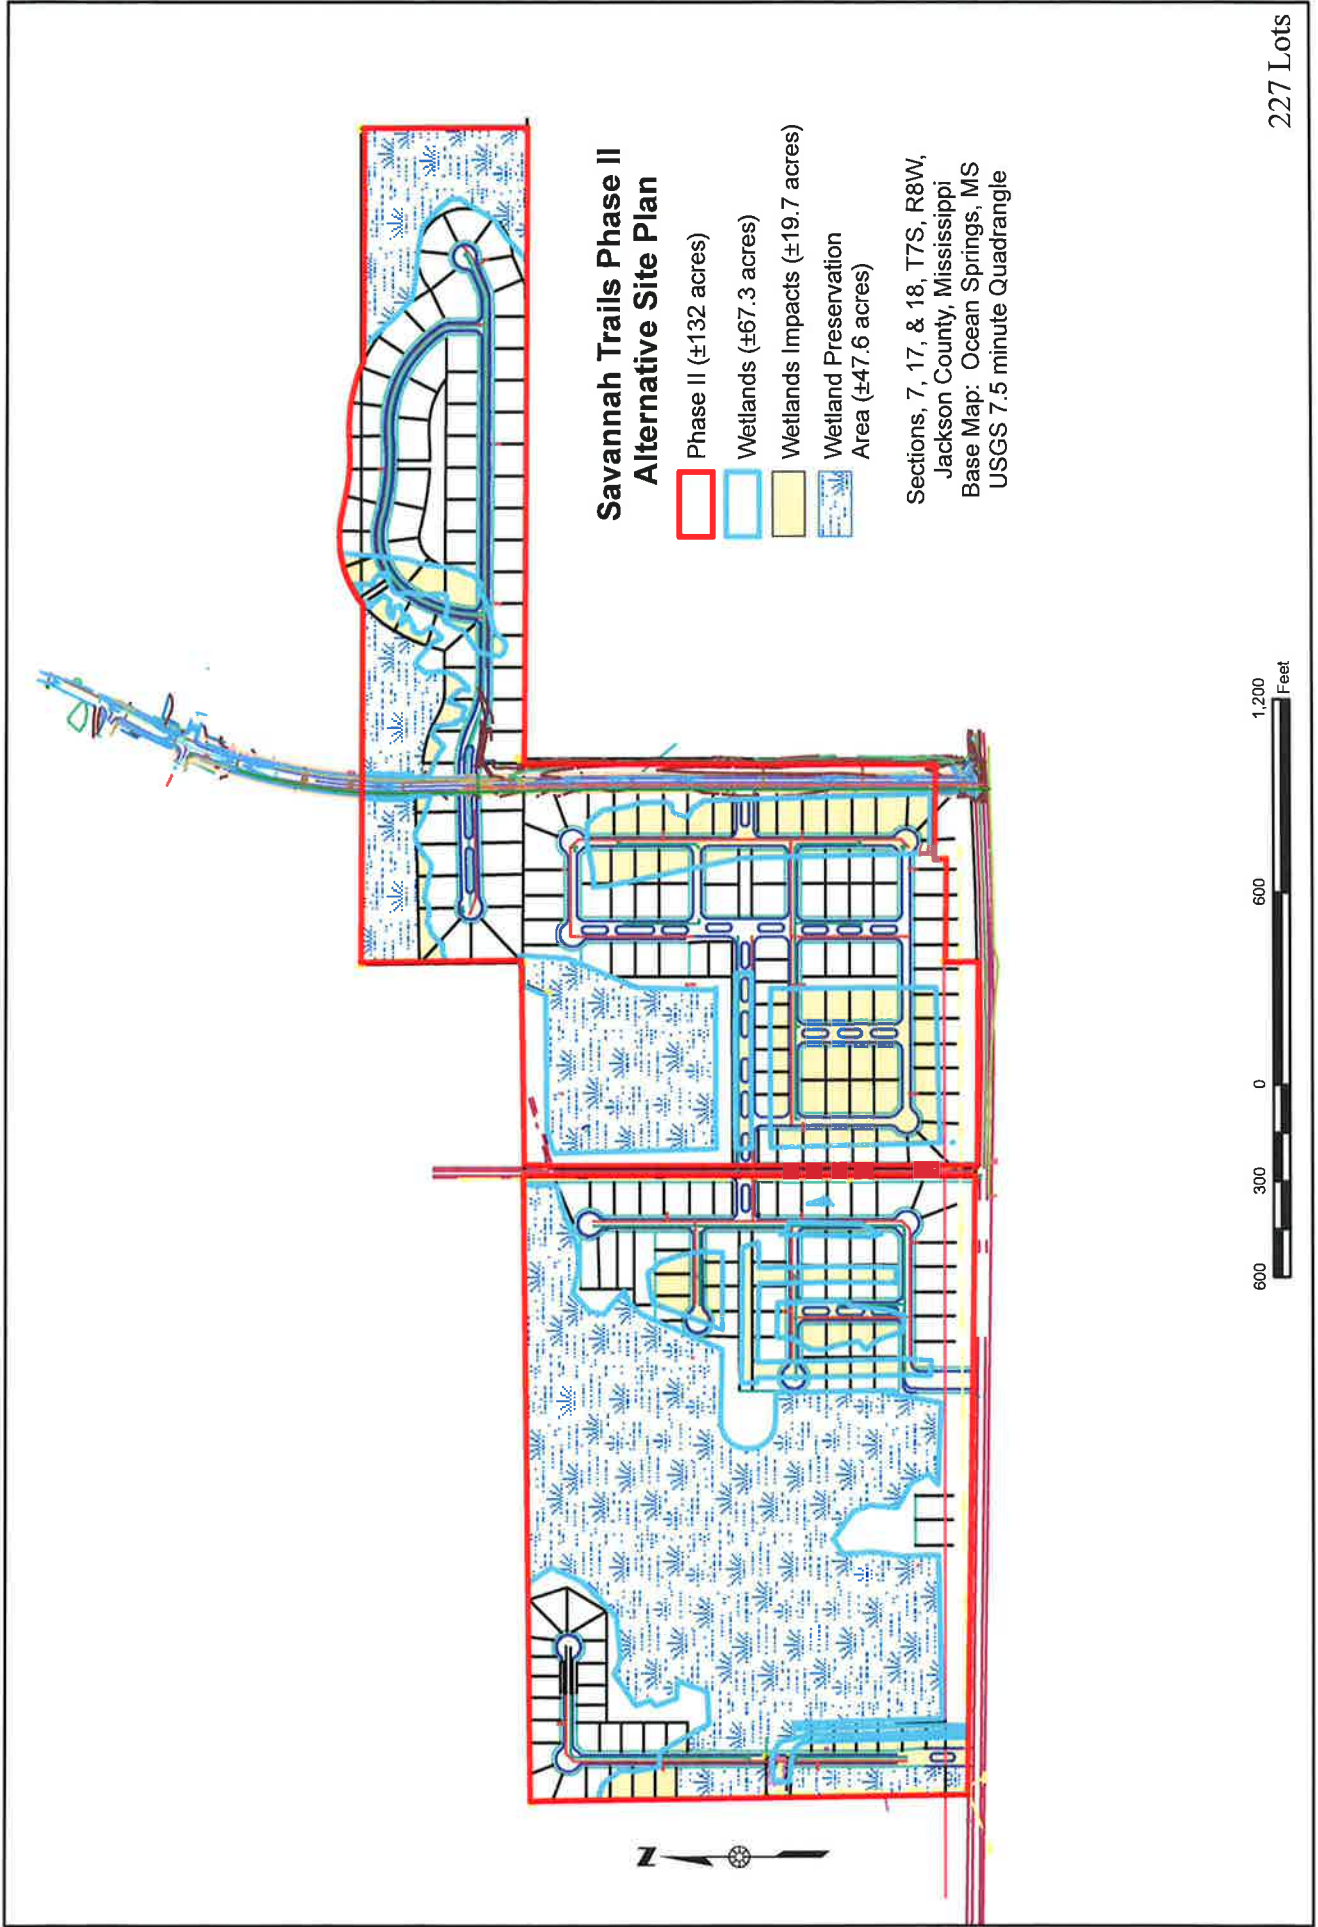 Savannah Trails Phase II
Alternative Site Plan
Phase II (±132 acres)
Wetlands (±67.3 acres)
Wetlands Impacts (±19.7 acres)
Wetland Preservation
Area (±47.6 acres)
Sections, 7, 17, & 18, T7S, R8W,
Jackson County, Mississippi
Base Map: Ocean Springs, MS
USGS 7.5 minute Quadrangle
N
600 300 0 600 1,200
Feet
227 Lots